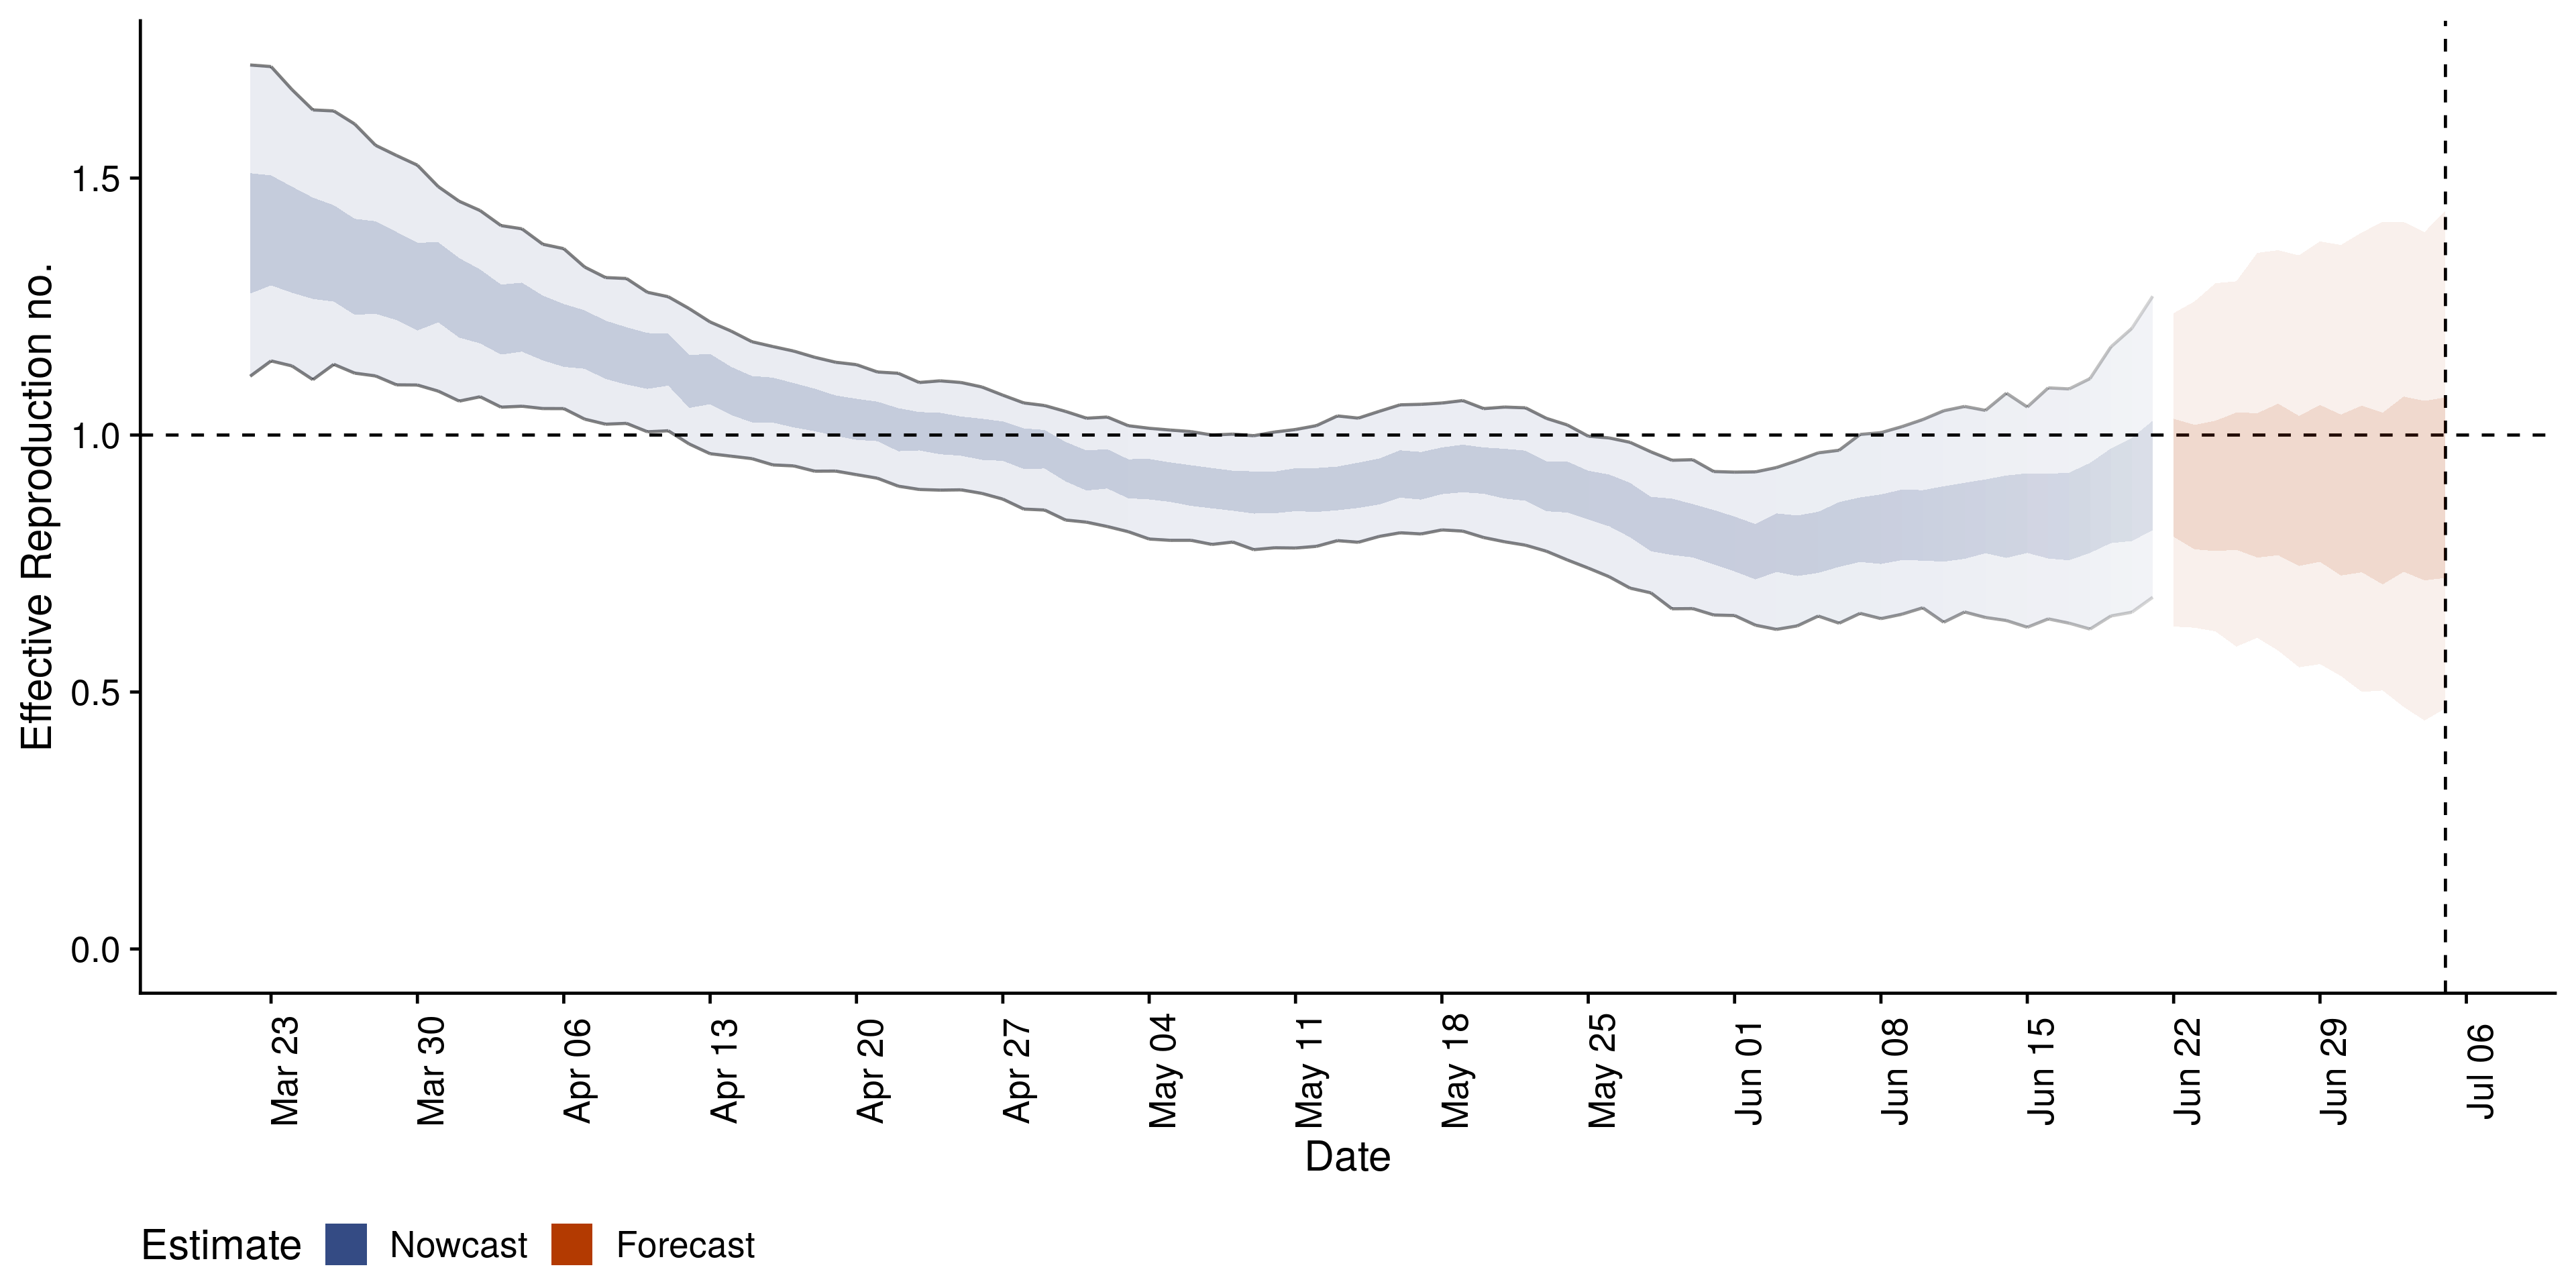 Effective Reproduction no.
1.5
1.0
0.5
0.0
Mar 23
Mar 30
Apr 06
Apr 13
Apr 20
Apr 27
May 04
May 11
May 18
May 25
Jun 01
Jun 08
Jun 15
Jun 22
Jun 29
Jul 06
Date
Estimate Nowcast Forecast